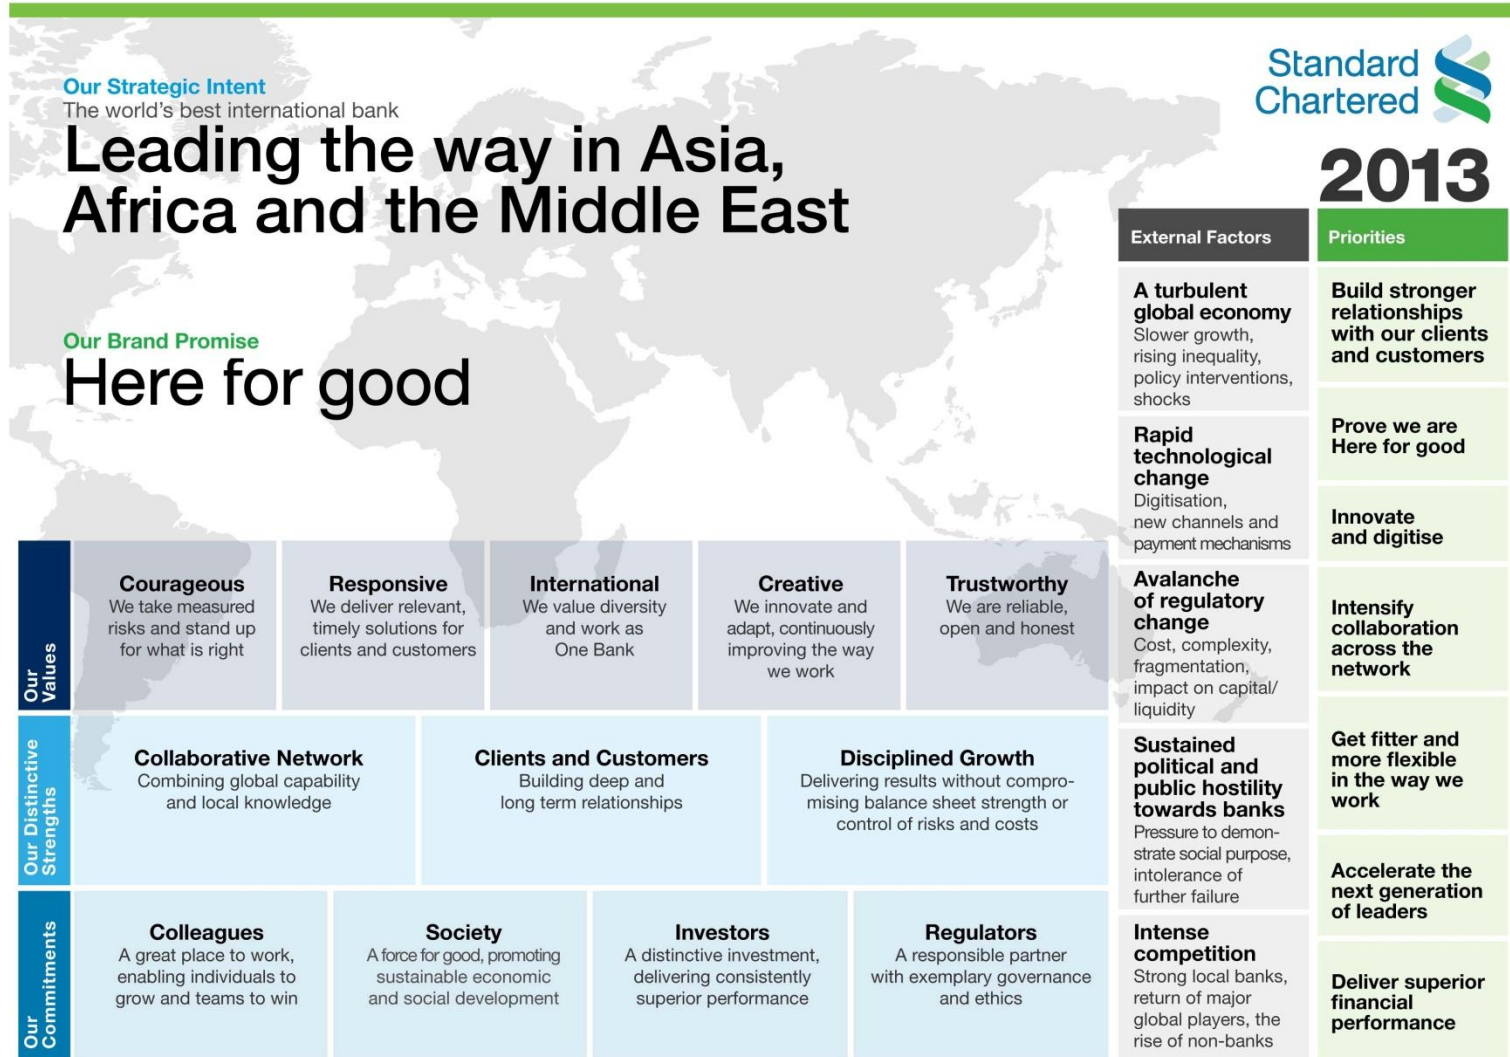 Our Strategic Intent
The world's best international bank
Leading the way in Asia,
Africa and the Middle East
Our Brand Promise
Here for good
Standard
Chartered
2013
External Factors
A turbulent
global economy
Slower growth,
rising inequality,
policy interventions,
shocks
Rapid
technological
change
Digitisation,
new channels and
payment mechanisms
Avalanche
of regulatory
change
Cost, complexity,
fragmentation,
impact on capital/
liquidity
Sustained
political and
public hostility
towards banks
Pressure to demon-
strate social purpose,
intolerance of
further failure
Intense
competition
Strong local banks,
return of major
global players, the
rise of non-banks
Priorities
Build stronger
relationships
with our clients
and customers
Prove we are
Here for good
Innovate
and digitise
Intensify
collaboration
across the
network
Get fitter and
more flexible
in the way we
work
Accelerate the
next generation
of leaders
Deliver superior
financial
performance
Our
Values
Courageous
We take measured
risks and stand up
for what is right
Responsive
We deliver relevant,
timely solutions for
clients and customers
International
We value diversity
and work as
One Bank
Creative
We innovate and
adapt, continuously
improving the way
we work
Trustworthy
We are reliable,
open and honest
Our Distinctive
Strengths
Collaborative Network
Combining global capability
and local knowledge
Clients and Customers
Building deep and
long term relationships
Disciplined Growth
Delivering results without compro-
mising balance sheet strength or
control of risks and costs
Our
Commitments
Colleagues
A great place to work,
enabling individuals to
grow and teams to win
Society
A force for good, promoting
sustainable economic
and social development
Investors
A distinctive investment,
delivering consistently
superior performance
Regulators
A responsible partner
with exemplary governance
and ethics